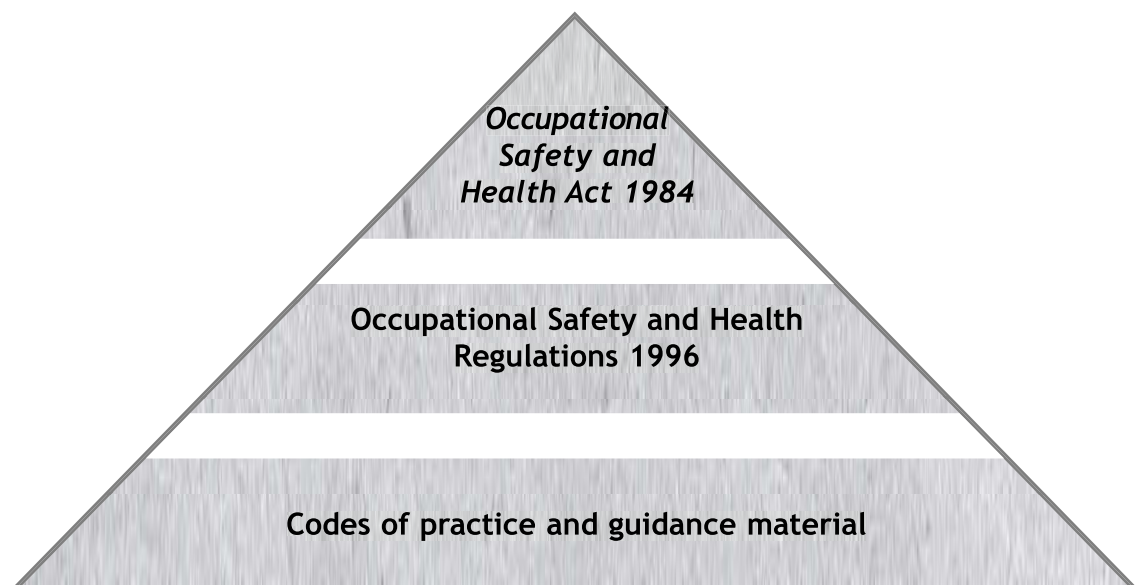 Occupational
Safety and
Health Act 1984
Occupational Safety and Health
Regulations 1996
Codes of practice and guidance material